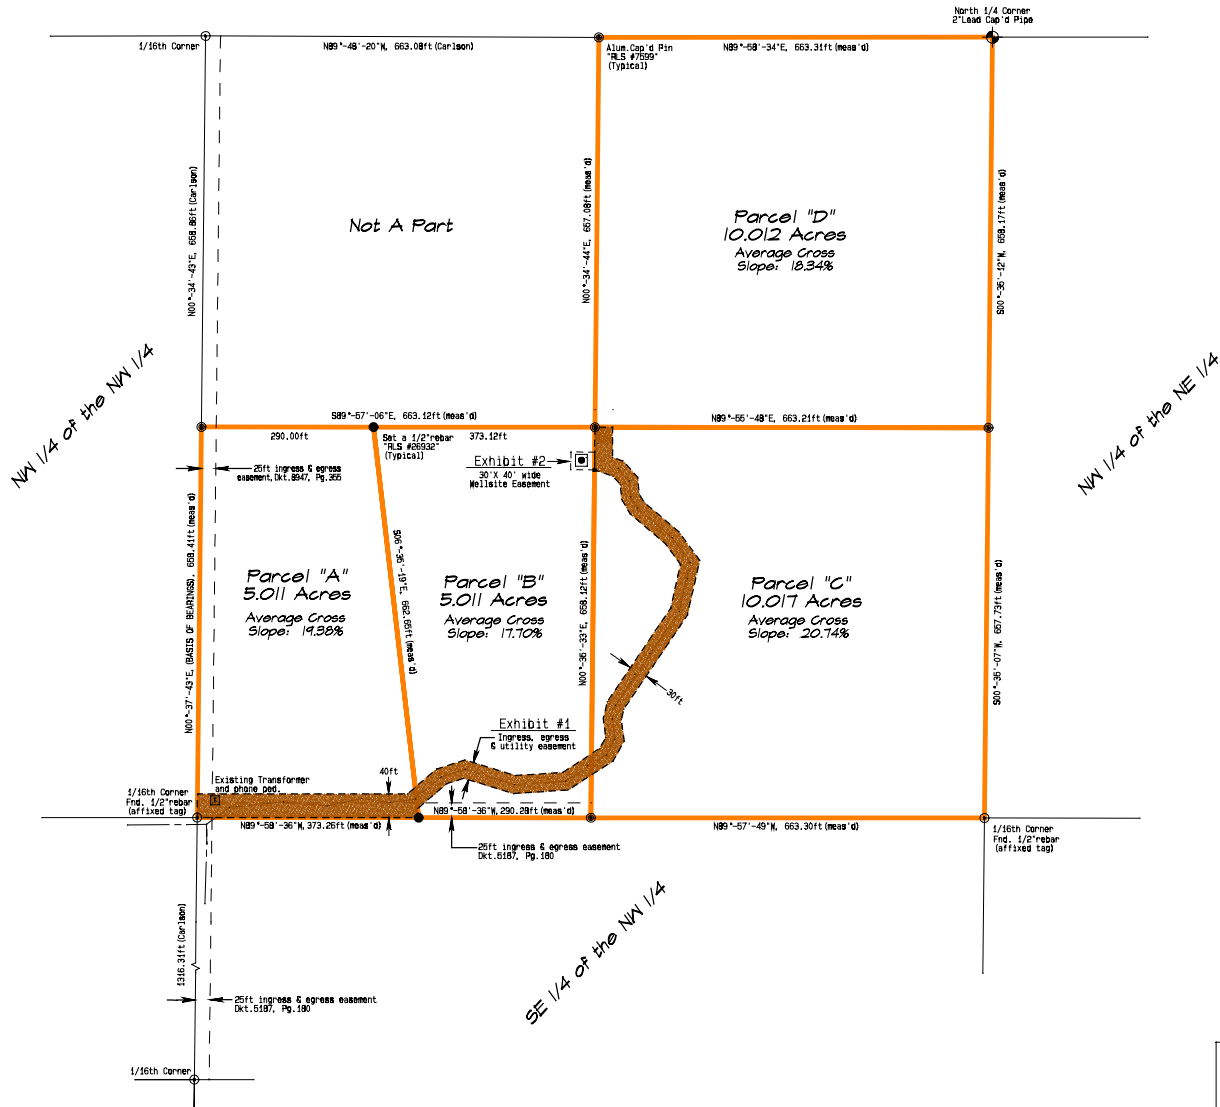 North 1/4 Corner
2"Lead Cap'd Pipe
1/16th Corner
N89°-48'-20"W, 663.08ft(Carlson)
Alum.Cap'd Pin
"RLS #7599"
(Typical)
N89°-58'-34"E, 663.31ft(meas'd)
N00°-34'-43"E, 658.86ft(Carlson)
Not A Part
N00°-34'-44"E, 657.08ft(meas'd)
Parcel "D"
10.012 Acres
Average Cross
Slope: 18.34%
S00°-35'-12"W, 658.17ft(meas'd)
NW 1/4 of the NW 1/4
NW 1/4 of the NE 1/4
S89°-57'-06"E, 663.12ft(meas'd)
290.00ft
Set a 1/2"rebar
"RLS #26932"
(Typical)
373.12ft
N89°-55'-48"E, 663.21ft(meas'd)
25ft ingress & egress
easement,Dkt.8947, Pg.355
Exhibit #2
30'X 40' wide
Wellsite Easement
N00°-37'-43"E,(BASIS OF BEARINGS). 658.41ft(meas'd)
Parcel "A"
5.011 Acres
Average Cross
Slope: 19.38%
S06°-35'-19"E, 662.65ft(meas'd)
Parcel "B"
5.011 Acres
Average Cross
Slope: 17.70%
N00°-35'-33"E, 658.12ft(meas'd)
Parcel "C"
10.017 Acres
Average Cross
Slope: 20.74%
S00°-35'-07"W, 657.73ft(meas'd)
30ft
Exhibit #1
Ingress, egress
& utility easement
Existing Transformer
and phone ped.
40ft
1/16th Corner
Fnd. 1/2"rebar
(affixed tag)
N89°-58'-36"W, 373.26ft(meas'd)
N89°-58'-36"W,290.28ft(meas'd)
N89°-57'-49"W, 663.30ft(meas'd)
1/16th Corner
Fnd. 1/2"rebar
(affixed tag)
25ft ingress & egress easement
Dkt.5187, Pg.180
SE 1/4 of the NW 1/4
1316.31ft(Carlson)
25ft ingress & egress easement
Dkt.5187, Pg.180
1/16th Corner